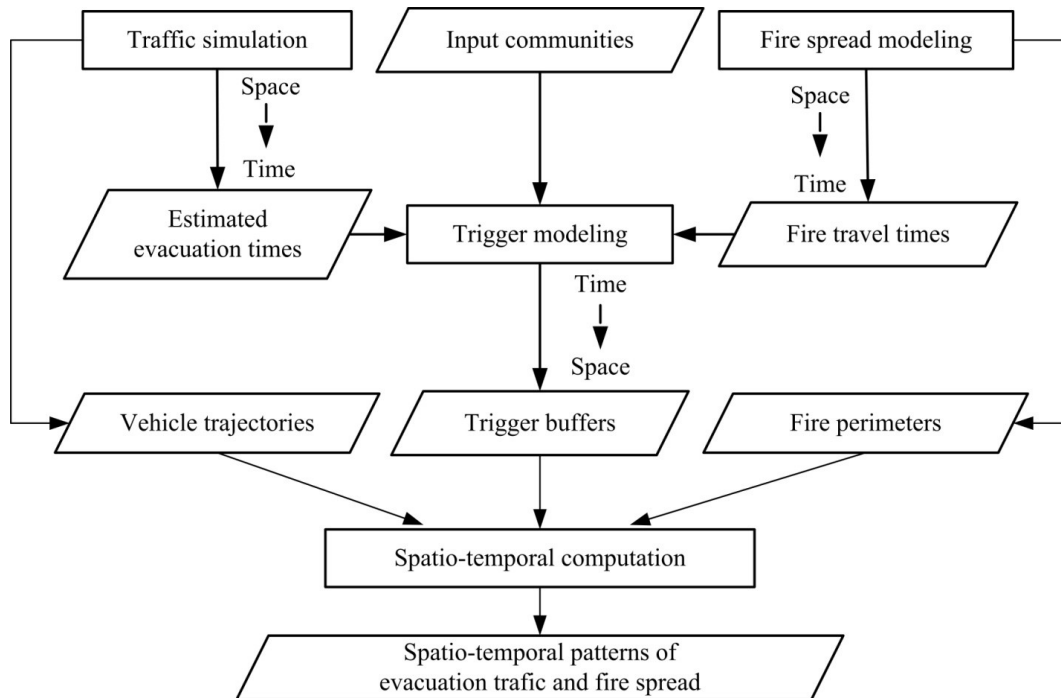 Traffic simulation
Input communities
Fire spread modeling
Space
Time
Space
Time
Estimated
evacuation times
Trigger modeling
Fire travel times
Time
Space
Vehicle trajectories
Trigger buffers
Fire perimeters
Spatio-temporal computation
Spatio-temporal patterns of
evacuation trafic and fire spread